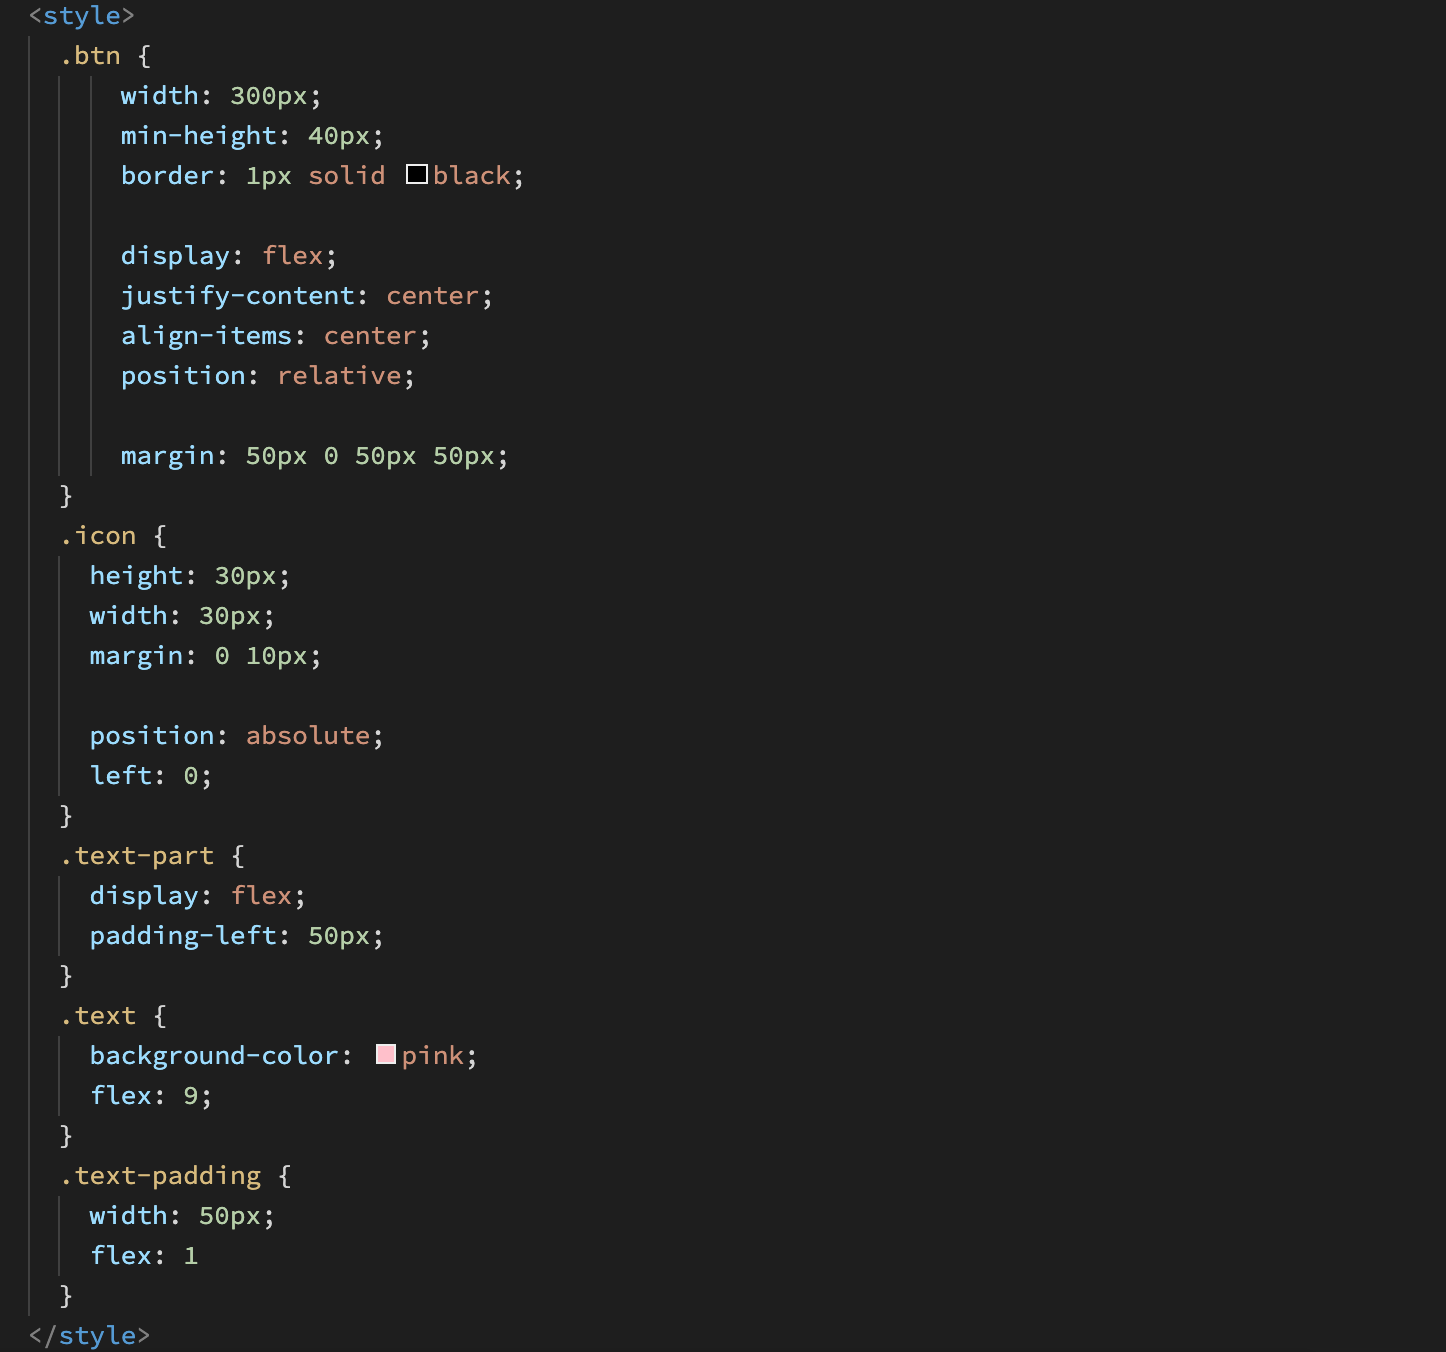 <style>
.btn {
width: 300px;
min-height: 40px;
border: 1px solid black;
display: flex;
justify-content: center;
align-items: center;
position: relative;
margin: 50px 0 50px 50px;
}
.icon {
height: 30px;
width: 30px;
margin: 0 10px;
position: absolute;
left: 0;
}
.text-part {
display: flex;
padding-left: 50px;
}
.text {
background-color: pink;
flex: 9;
}
.text-padding {
width: 50px;
flex: 1
}
</style>